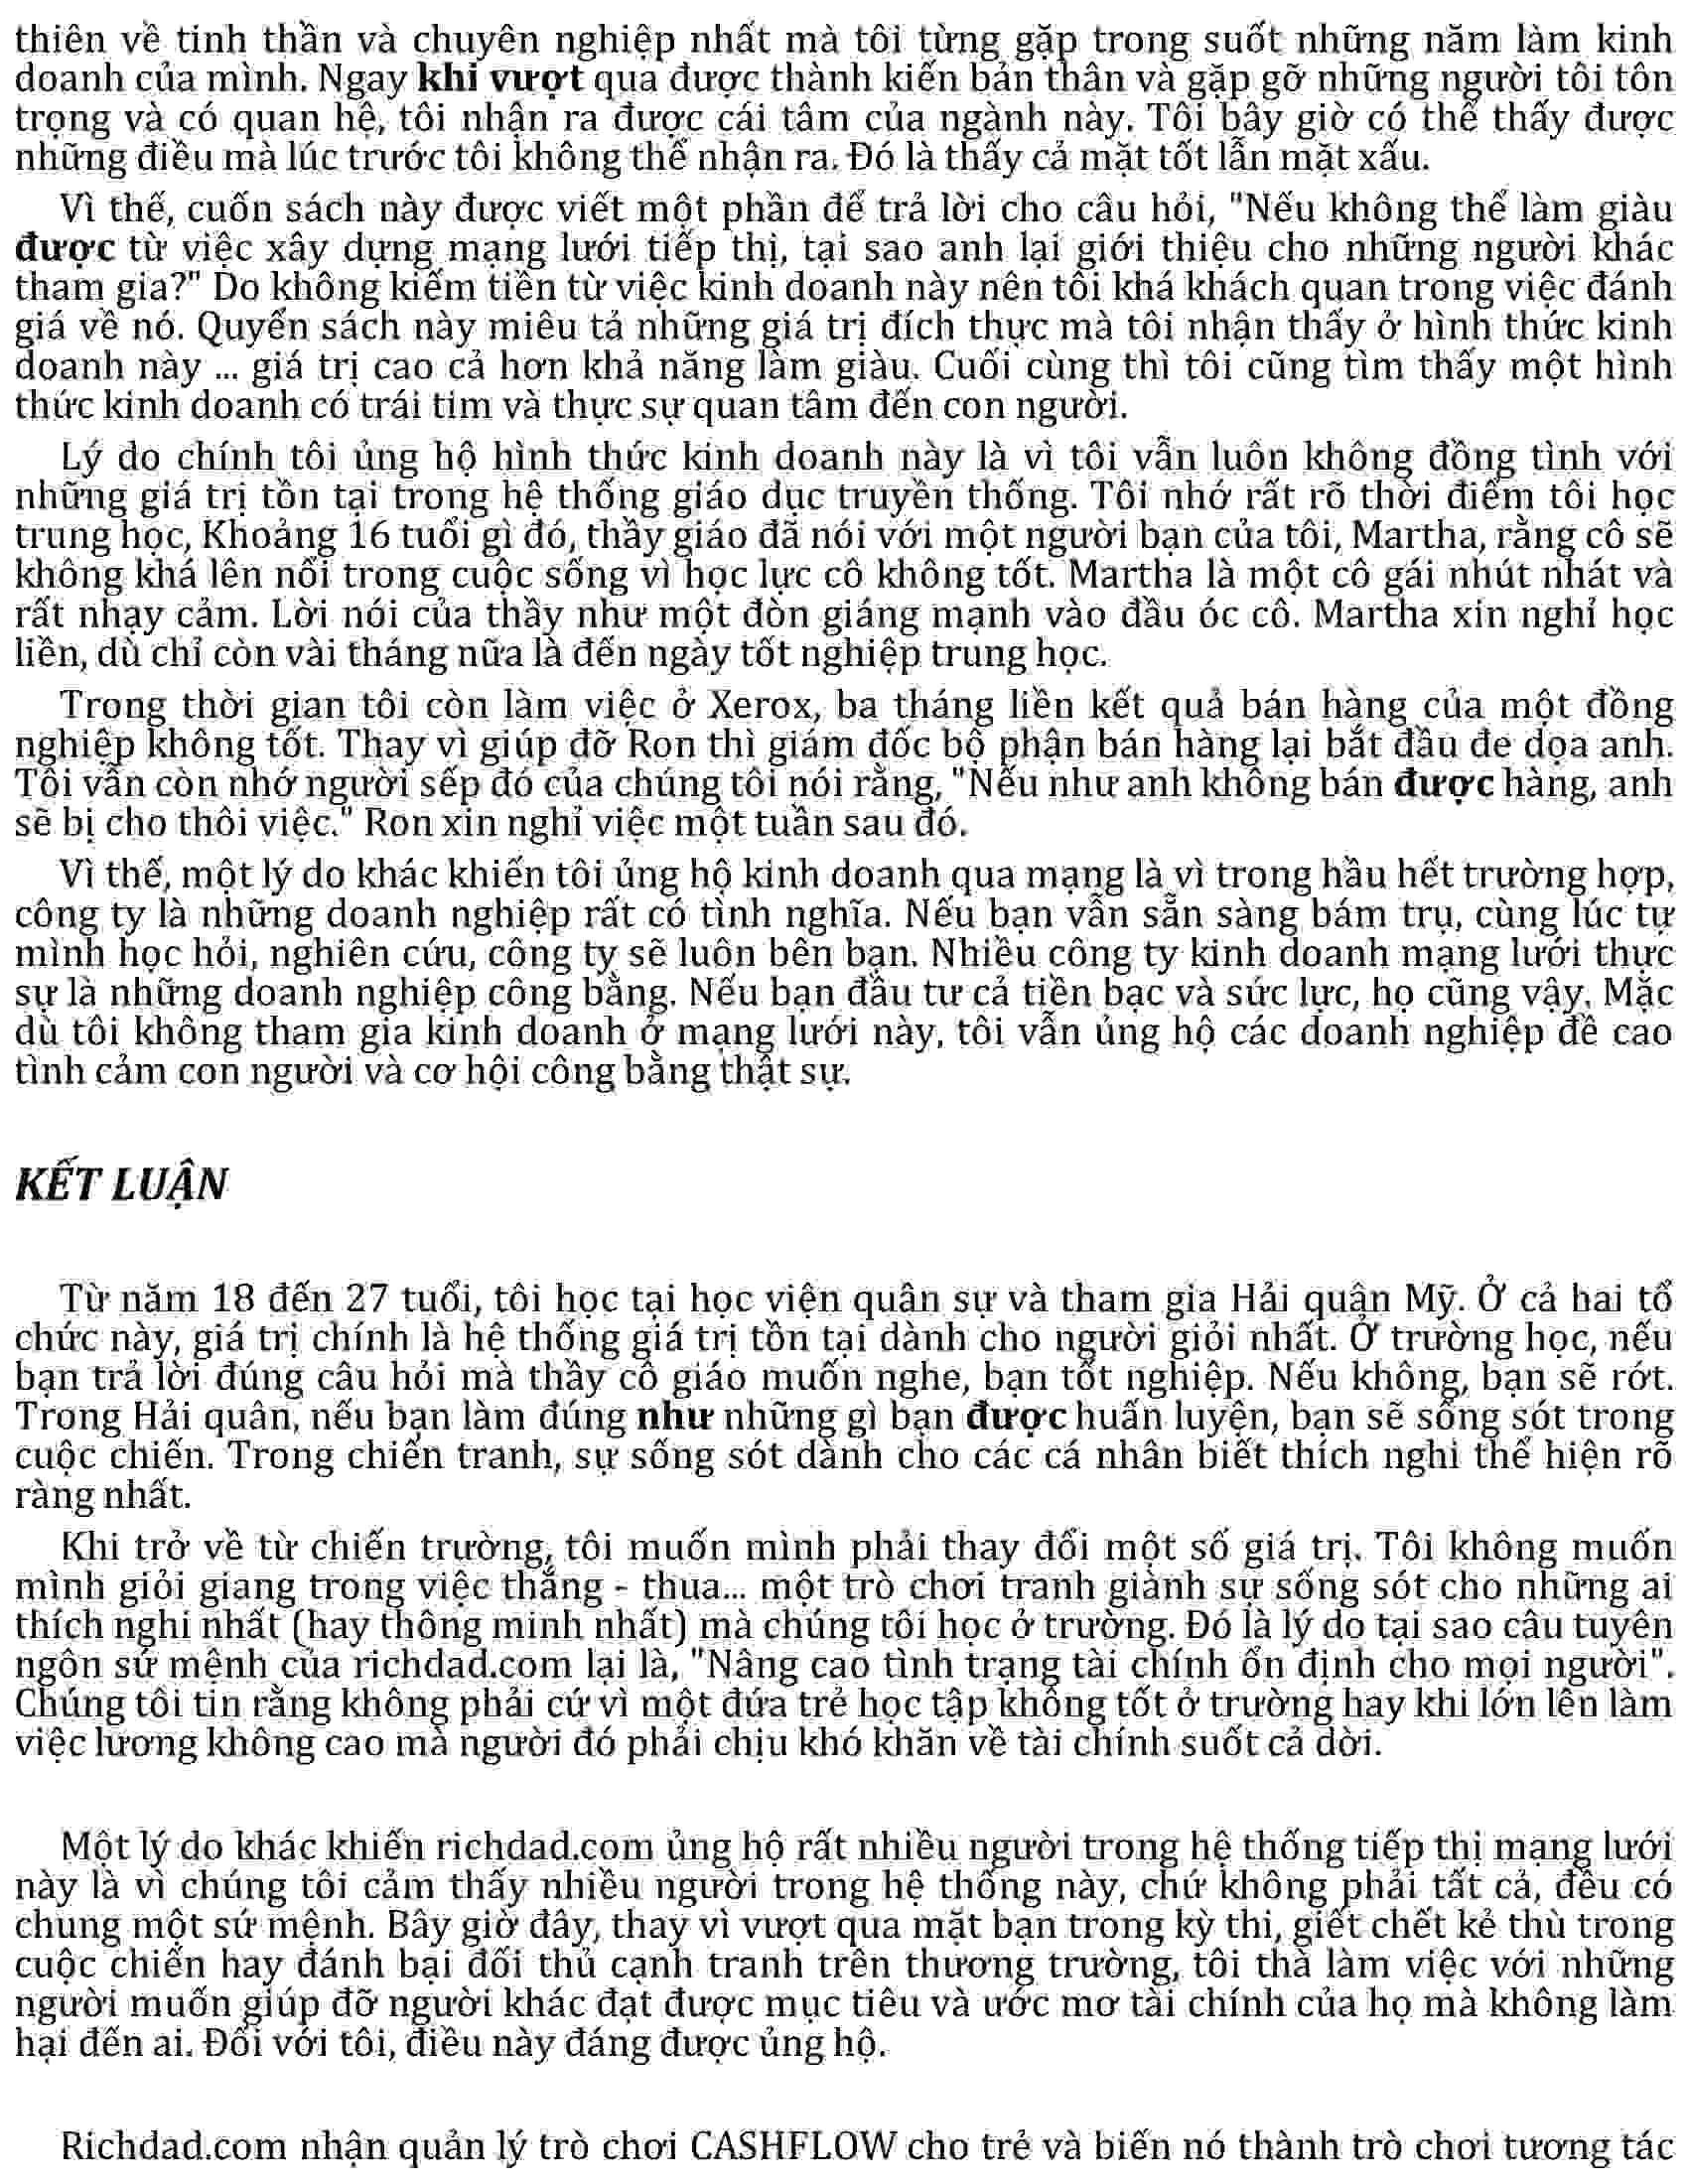 thiên về tinh thần và chuyên nghiệp nhất mà tôi từng gặp trong suốt những năm làm kinh
doanh của mình. Ngay khi vượt qua được thành kiến bản thân và gặp gỡ những người tôi tôn
trọng và có quan hệ, tôi nhận ra được cái tâm của ngành này. Tôi bây giờ có thể thấy được
những điều mà lúc trước tôi không thể nhận ra. Đó là thấy cả mặt tốt lẫn mặt xấu.
Vì thế, cuốn sách này được viết một phần để trả lời cho câu hỏi, "Nếu không thể làm giàu
được từ việc xây dựng mạng lưới tiếp thị, tại sao anh lại giới thiệu cho những người khác
tham gia?" Do không kiếm tiền từ việc kinh doanh này nên tôi khá khách quan trong việc đánh
giá về nó. Quyển sách này miêu tả những giá trị đích thực mà tôi nhận thấy ở hình thức kinh
doanh này ... giá trị cao cả hơn khả năng làm giàu. Cuối cùng thì tôi cũng tìm thấy một hình
thức kinh doanh có trái tim và thực sự quan tâm đến con người.
Lý do chính tôi ủng hộ hình thức kinh doanh này là vì tôi vẫn luôn không đồng tình với
những giá trị tồn tại trong hệ thống giáo dục truyền thống. Tôi nhớ rất rõ thời điểm tôi học
trung học, Khoảng 16 tuổi gì đó, thầy giáo đã nói với một người bạn của tôi, Martha, rằng cô sẽ
không khá lên nổi trong cuộc sống vì học lực cô không tốt. Martha là một cô gái nhút nhát và
rất nhạy cảm. Lời nói của thầy như một đòn giáng mạnh vào đầu óc cô. Martha xin nghỉ học
liền, dù chỉ còn vài tháng nữa là đến ngày tốt nghiệp trung học.
Trong thời gian tôi còn làm việc ở Xerox, ba tháng liền kết quả bán hàng của một đồng
nghiệp không tốt. Thay vì giúp đỡ Ron thì giám đốc bộ phận bán hàng lại bắt đầu đe dọa anh.
Tôi vẫn còn nhớ người sếp đó của chúng tôi nói rằng, "Nếu như anh không bán được hàng, anh
sẽ bị cho thôi việc." Ron xin nghỉ việc một tuần sau đó.
Vì thế, một lý do khác khiến tôi ủng hộ kinh doanh qua mạng là vì trong hầu hết trường hợp,
công ty là những doanh nghiệp rất có tình nghĩa. Nếu bạn vẫn sẵn sàng bám trụ, cùng lúc tự
mình học hỏi, nghiên cứu, công ty sẽ luôn bên bạn. Nhiều công ty kinh doanh mạng lưới thực
sự là những doanh nghiệp công bằng. Nếu bạn đầu tư cả tiền bạc và sức lực, họ cũng vậy. Mặc
dù tôi không tham gia kinh doanh ở mạng lưới này, tôi vẫn ủng hộ các doanh nghiệp đề cao
tình cảm con người và cơ hội công bằng thật sự.
KẾT LUẬN
Từ năm 18 đến 27 tuổi, tôi học tại học viện quân sự và tham gia Hải quân Mỹ. Ở cả hai tổ
chức này, giá trị chính là hệ thống giá trị tồn tại dành cho người giỏi nhất. Ở trường học, nếu
bạn trả lời đúng câu hỏi mà thầy cô giáo muốn nghe, bạn tốt nghiệp. Nếu không, bạn sẽ rớt.
Trong Hải quân, nếu bạn làm đúng như những gì bạn được huấn luyện, bạn sẽ sống sót trong
cuộc chiến. Trong chiến tranh, sự sống sót dành cho các cá nhân biết thích nghi thể hiện rõ
ràng nhất.
Khi trở về từ chiến trường, tôi muốn mình phải thay đổi một số giá trị. Tôi không muốn
mình giỏi giang trong việc thắng - thua... một trò chơi tranh giành sự sống sót cho những ai
thích nghi nhất (hay thông minh nhất) mà chúng tôi học ở trường. Đó là lý do tại sao câu tuyên
ngôn sứ mệnh của richdad.com lại là, "Nâng cao tình trạng tài chính ổn định cho mọi người".
Chúng tôi tin rằng không phải cứ vì một đứa trẻ học tập không tốt ở trường hay khi lớn lên làm
việc lương không cao mà người đó phải chịu khó khăn về tài chính suốt cả dời.
Một lý do khác khiến richdad.com ủng hộ rất nhiều người trong hệ thống tiếp thị mạng lưới
này là vì chúng tôi cảm thấy nhiều người trong hệ thống này, chứ không phải tất cả, đều có
chung một sứ mệnh. Bây giờ đây, thay vì vượt qua mặt bạn trong kỳ thi, giết chết kẻ thù trong
cuộc chiến hay đánh bại đối thủ cạnh tranh trên thương trường, tôi thà làm việc với những
người muốn giúp đỡ người khác đạt được mục tiêu và ước mơ tài chính của họ mà không làm
hại đến ai. Đối với tôi, điều này đáng được ủng hộ.
Richdad.com nhận quản lý trò chơi CASHFLOW cho trẻ và biến nó thành trò chơi tương tác